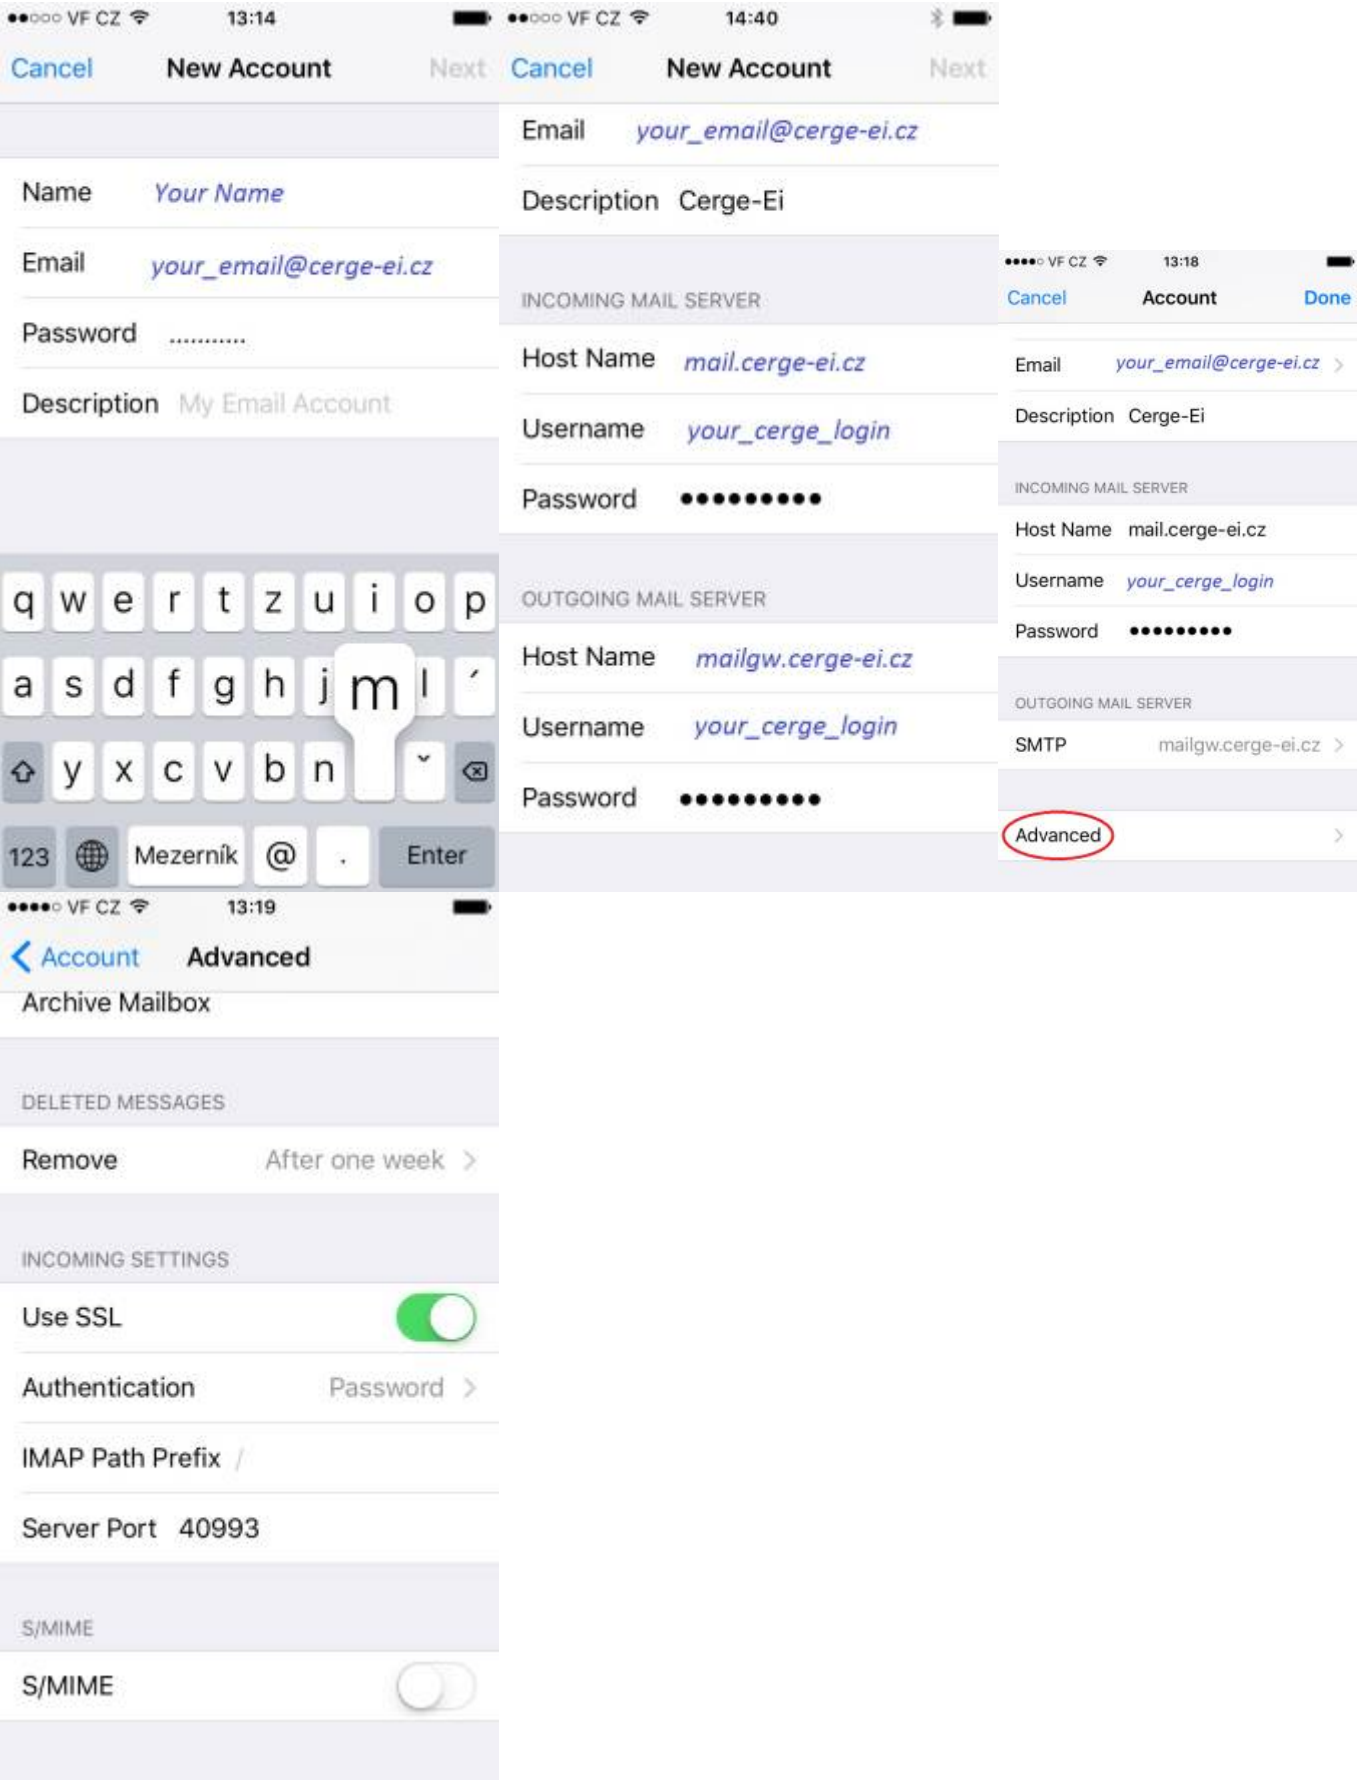 VF CZ 13:14
Cancel New Account Next
Name Your Name
Email your_email@cerge-ei.cz
Password ...........
Description My Email Account
q w e r t z u i o p
a s d f g h j m l ´
y x c v b n ˇ
123 Mezerník @ . Enter
VF CZ 14:40
Cancel New Account Next
Email your_email@cerge-ei.cz
Description Cerge-Ei
INCOMING MAIL SERVER
Host Name mail.cerge-ei.cz
Username your_cerge_login
Password •••••••••
OUTGOING MAIL SERVER
Host Name mailgw.cerge-ei.cz
Username your_cerge_login
Password •••••••••
VF CZ 13:18
Cancel Account Done
Email your_email@cerge-ei.cz >
Description Cerge-Ei
INCOMING MAIL SERVER
Host Name mail.cerge-ei.cz
Username your_cerge_login
Password •••••••••
OUTGOING MAIL SERVER
SMTP mailgw.cerge-ei.cz >
Advanced >
VF CZ 13:19
Account Advanced
Archive Mailbox
DELETED MESSAGES
Remove After one week >
INCOMING SETTINGS
Use SSL
Authentication Password >
IMAP Path Prefix /
Server Port 40993
S/MIME
S/MIME